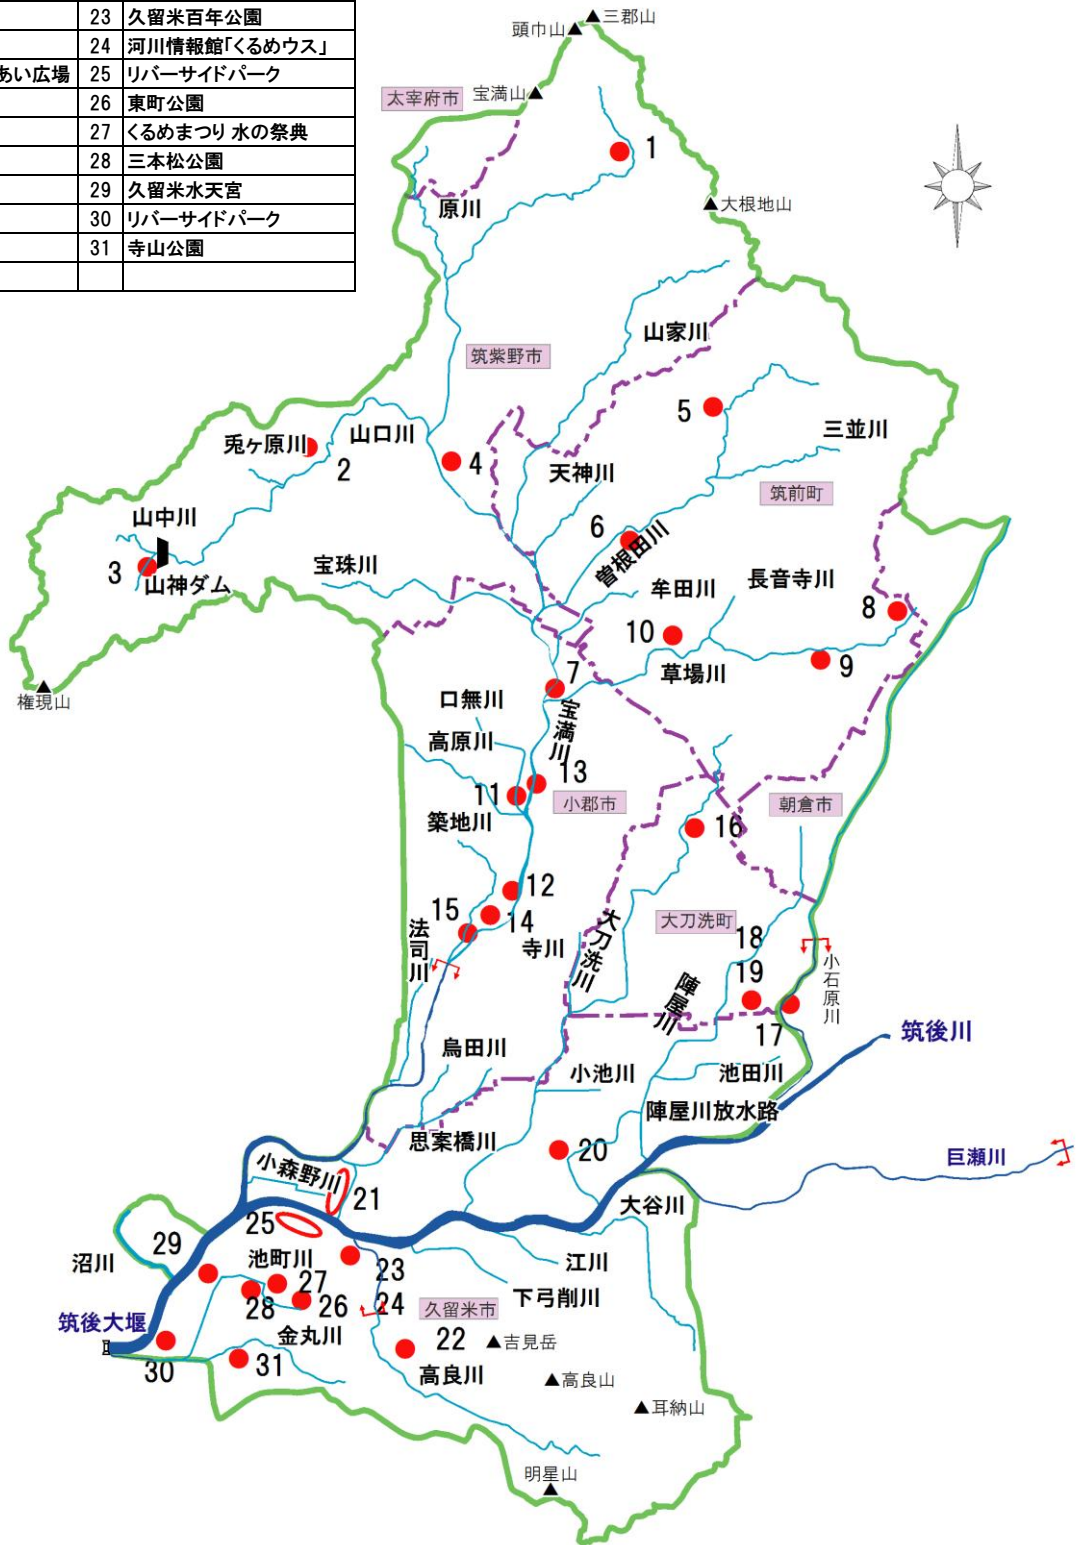 23 久留米百年公園
24 河川情報館「くるめウス」
あい広場 25 リバーサイドパーク
26 東町公園
27 くるめまつり 水の祭典
28 三本松公園
29 久留米水天宮
30 リバーサイドパーク
31 寺山公園
三郡山
頭巾山
宝満山
太宰府市
1
大根地山
原川
山家川
筑紫野市
5
三並川
兎ヶ原川
山口川
2
4
天神川
筑前町
山中川
6
曽根田川
3
山神ダム
宝珠川
牟田川
長音寺川
8
10
9
草場川
7
権現山
口無川
宝満川
高原川
13
11
小郡市
朝倉市
築地川
16
12
15
14
大刀洗町
法司川
寺川
大刀洗川
18
小石原川
19
陣屋川
17
筑後川
鳥田川
小池川
池田川
陣屋川放水路
思案橋川
20
巨瀬川
小森野川
21
大谷川
25
29
池町川
江川
沼川
23
27
下弓削川
28
26
24
久留米市
筑後大堰
金丸川
22
吉見岳
30
31
高良川
高良山
耳納山
明星山